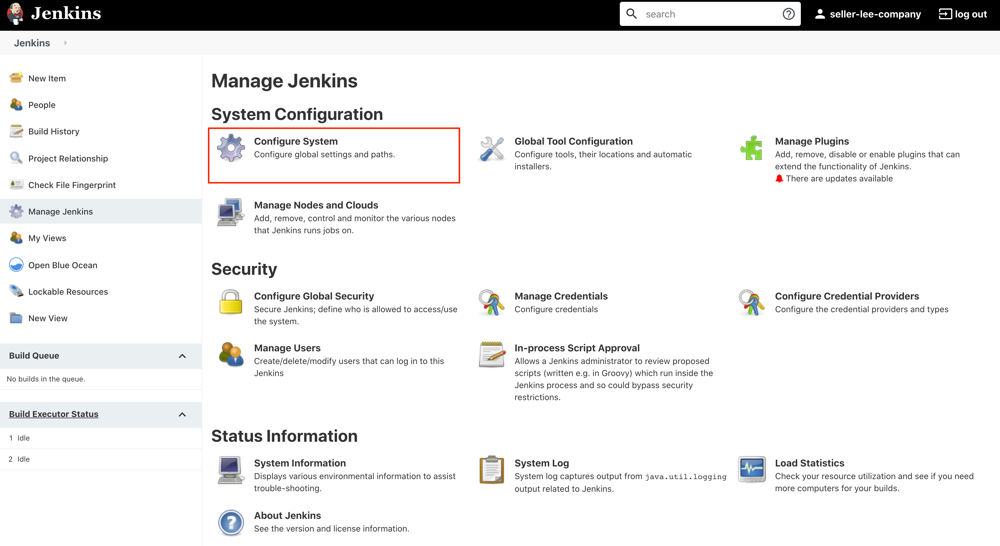 Jenkins
search
seller-lee-company
log out
Jenkins
New Item
People
Build History
Project Relationship
Check File Fingerprint
Manage Jenkins
My Views
Open Blue Ocean
Lockable Resources
New View
Build Queue
No builds in the queue.
Build Executor Status
1 Idle
2 Idle
Manage Jenkins
System Configuration
Configure System
Configure global settings and paths.
Global Tool Configuration
Configure tools, their locations and automatic
installers.
Manage Plugins
Add, remove, disable or enable plugins that can
extend the functionality of Jenkins.
There are updates available
Manage Nodes and Clouds
Add, remove, control and monitor the various nodes
that Jenkins runs jobs on.
Security
Configure Global Security
Secure Jenkins; define who is allowed to access/use
the system.
Manage Credentials
Configure credentials
Configure Credential Providers
Configure the credential providers and types
Manage Users
Create/delete/modify users that can log in to this
Jenkins
In-process Script Approval
Allows a Jenkins administrator to review proposed
scripts (written e.g. in Groovy) which run inside the
Jenkins process and so could bypass security
restrictions.
Status Information
System Information
Displays various environmental information to assist
trouble-shooting.
System Log
System log captures output from java.util.logging
output related to Jenkins.
Load Statistics
Check your resource utilization and see if you need
more computers for your builds.
About Jenkins
See the version and license information.